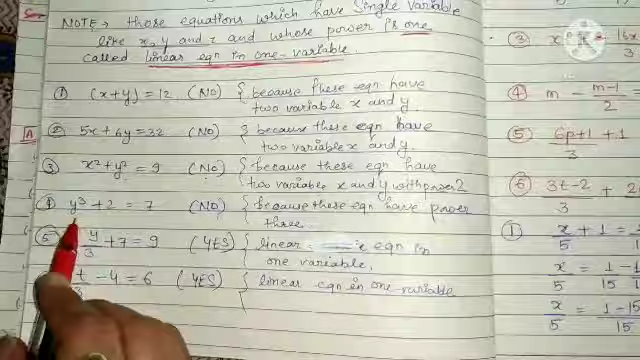 NOTE → those equations which have single variable
like x, y and z and whose power is one
called linear eqn in one-variable.
① (x+y) = 12 (NO) { because these eqn have
two variable x and y.
② 5x + 6y = 32 (NO) { because these eqn have
two variable x and y.
③ x² + y² = 9 (NO) { because these eqn have
two variable x and y with power 2
④ y³ + 2 = 7 (NO) { because these eqn have power
three.
⑤ y/3 + 7 = 9 (YES) { linear eqn in
one variable.
t/3 - 4 = 6 (YES) { linear eqn in one variable
③
④ m - m-1/2 =
⑤ 6p+1/3 + 1
⑥ 3t-2/3 + 2
① x/5 + 1 =
x/5 = 1/15 - 1
x/5 = 1-15/15